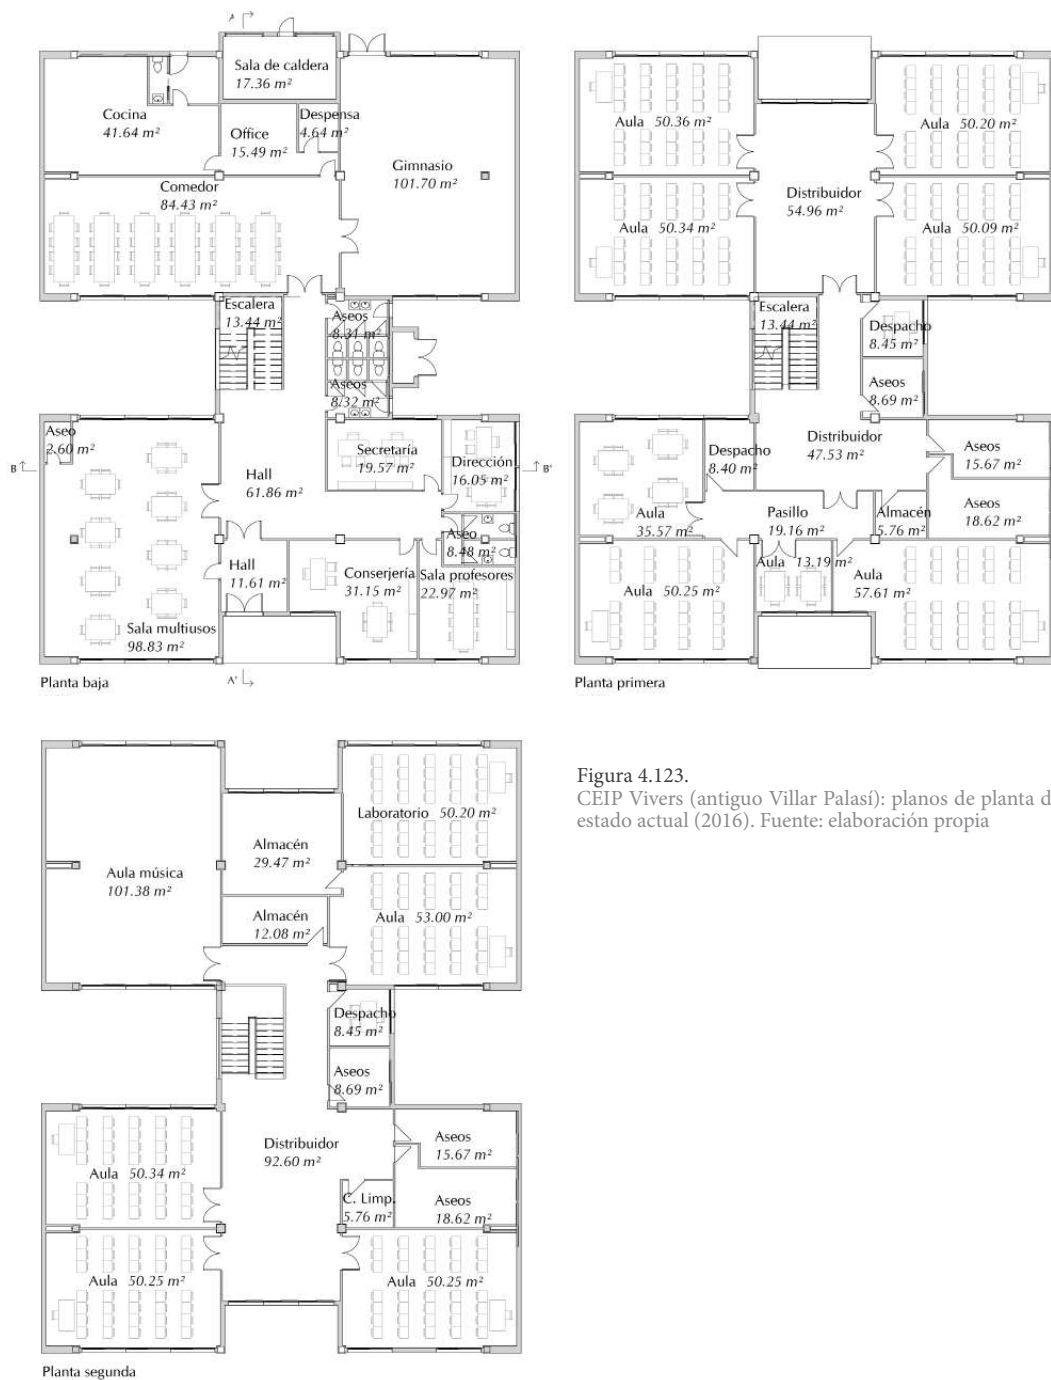 A
Sala de caldera
17.36 m²
Cocina
41.64 m²
Despensa
4.64 m²
Office
15.49 m²
Gimnasio
101.70 m²
Comedor
84.43 m²
Escalera
13.44 m²
Aseos
8.31 m²
Aseos
8.32 m²
Aseo
2.60 m²
B
B'
Secretaría
19.57 m²
Dirección
16.05 m²
Hall
61.86 m²
Aseo
8.48 m²
Hall
11.61 m²
Conserjería
31.15 m²
Sala profesores
22.97 m²
Sala multiusos
98.83 m²
Planta baja
A'
Aula 50.36 m²
Aula 50.20 m²
Distribuidor
54.96 m²
Aula 50.34 m²
Aula 50.09 m²
Escalera
13.44 m²
Despacho
8.45 m²
Aseos
8.69 m²
Distribuidor
47.53 m²
Despacho
8.40 m²
Aseos
15.67 m²
Aseos
18.62 m²
Aula
35.57 m²
Pasillo
19.16 m²
Almacén
5.76 m²
Aula 13.19 m²
Aula 50.25 m²
Aula
57.61 m²
Planta primera
Laboratorio 50.20 m²
Almacén
29.47 m²
Aula música
101.38 m²
Almacén
12.08 m²
Aula 53.00 m²
Despacho
8.45 m²
Aseos
8.69 m²
Distribuidor
92.60 m²
Aseos
15.67 m²
Aula 50.34 m²
C. Limp.
5.76 m²
Aseos
18.62 m²
Aula 50.25 m²
Aula 50.25 m²
Planta segunda
Figura 4.123.
CEIP Vivers (antiguo Villar Palasí): planos de planta d
estado actual (2016). Fuente: elaboración propia